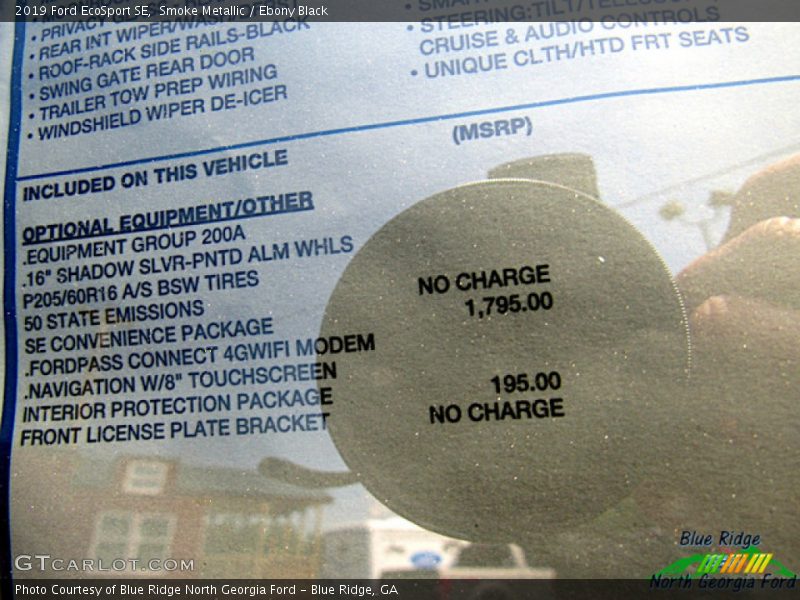 2019 Ford EcoSport SE, Smoke Metallic / Ebony Black
• REAR INT WIPER/WASH
• ROOF-RACK SIDE RAILS-BLACK
• SWING GATE REAR DOOR
• TRAILER TOW PREP WIRING
• WINDSHIELD WIPER DE-ICER
• STEERING:TILT/TELESCO
CRUISE & AUDIO CONTROLS
• UNIQUE CLTH/HTD FRT SEATS
(MSRP)
INCLUDED ON THIS VEHICLE
OPTIONAL EQUIPMENT/OTHER
.EQUIPMENT GROUP 200A
.16" SHADOW SLVR-PNTD ALM WHLS
P205/60R16 A/S BSW TIRES
50 STATE EMISSIONS NO CHARGE
SE CONVENIENCE PACKAGE 1,795.00
.FORDPASS CONNECT 4GWIFI MODEM
.NAVIGATION W/8" TOUCHSCREEN
INTERIOR PROTECTION PACKAGE 195.00
FRONT LICENSE PLATE BRACKET NO CHARGE
GTCARLOT.COM
Blue Ridge
North Georgia Ford
Photo Courtesy of Blue Ridge North Georgia Ford - Blue Ridge, GA